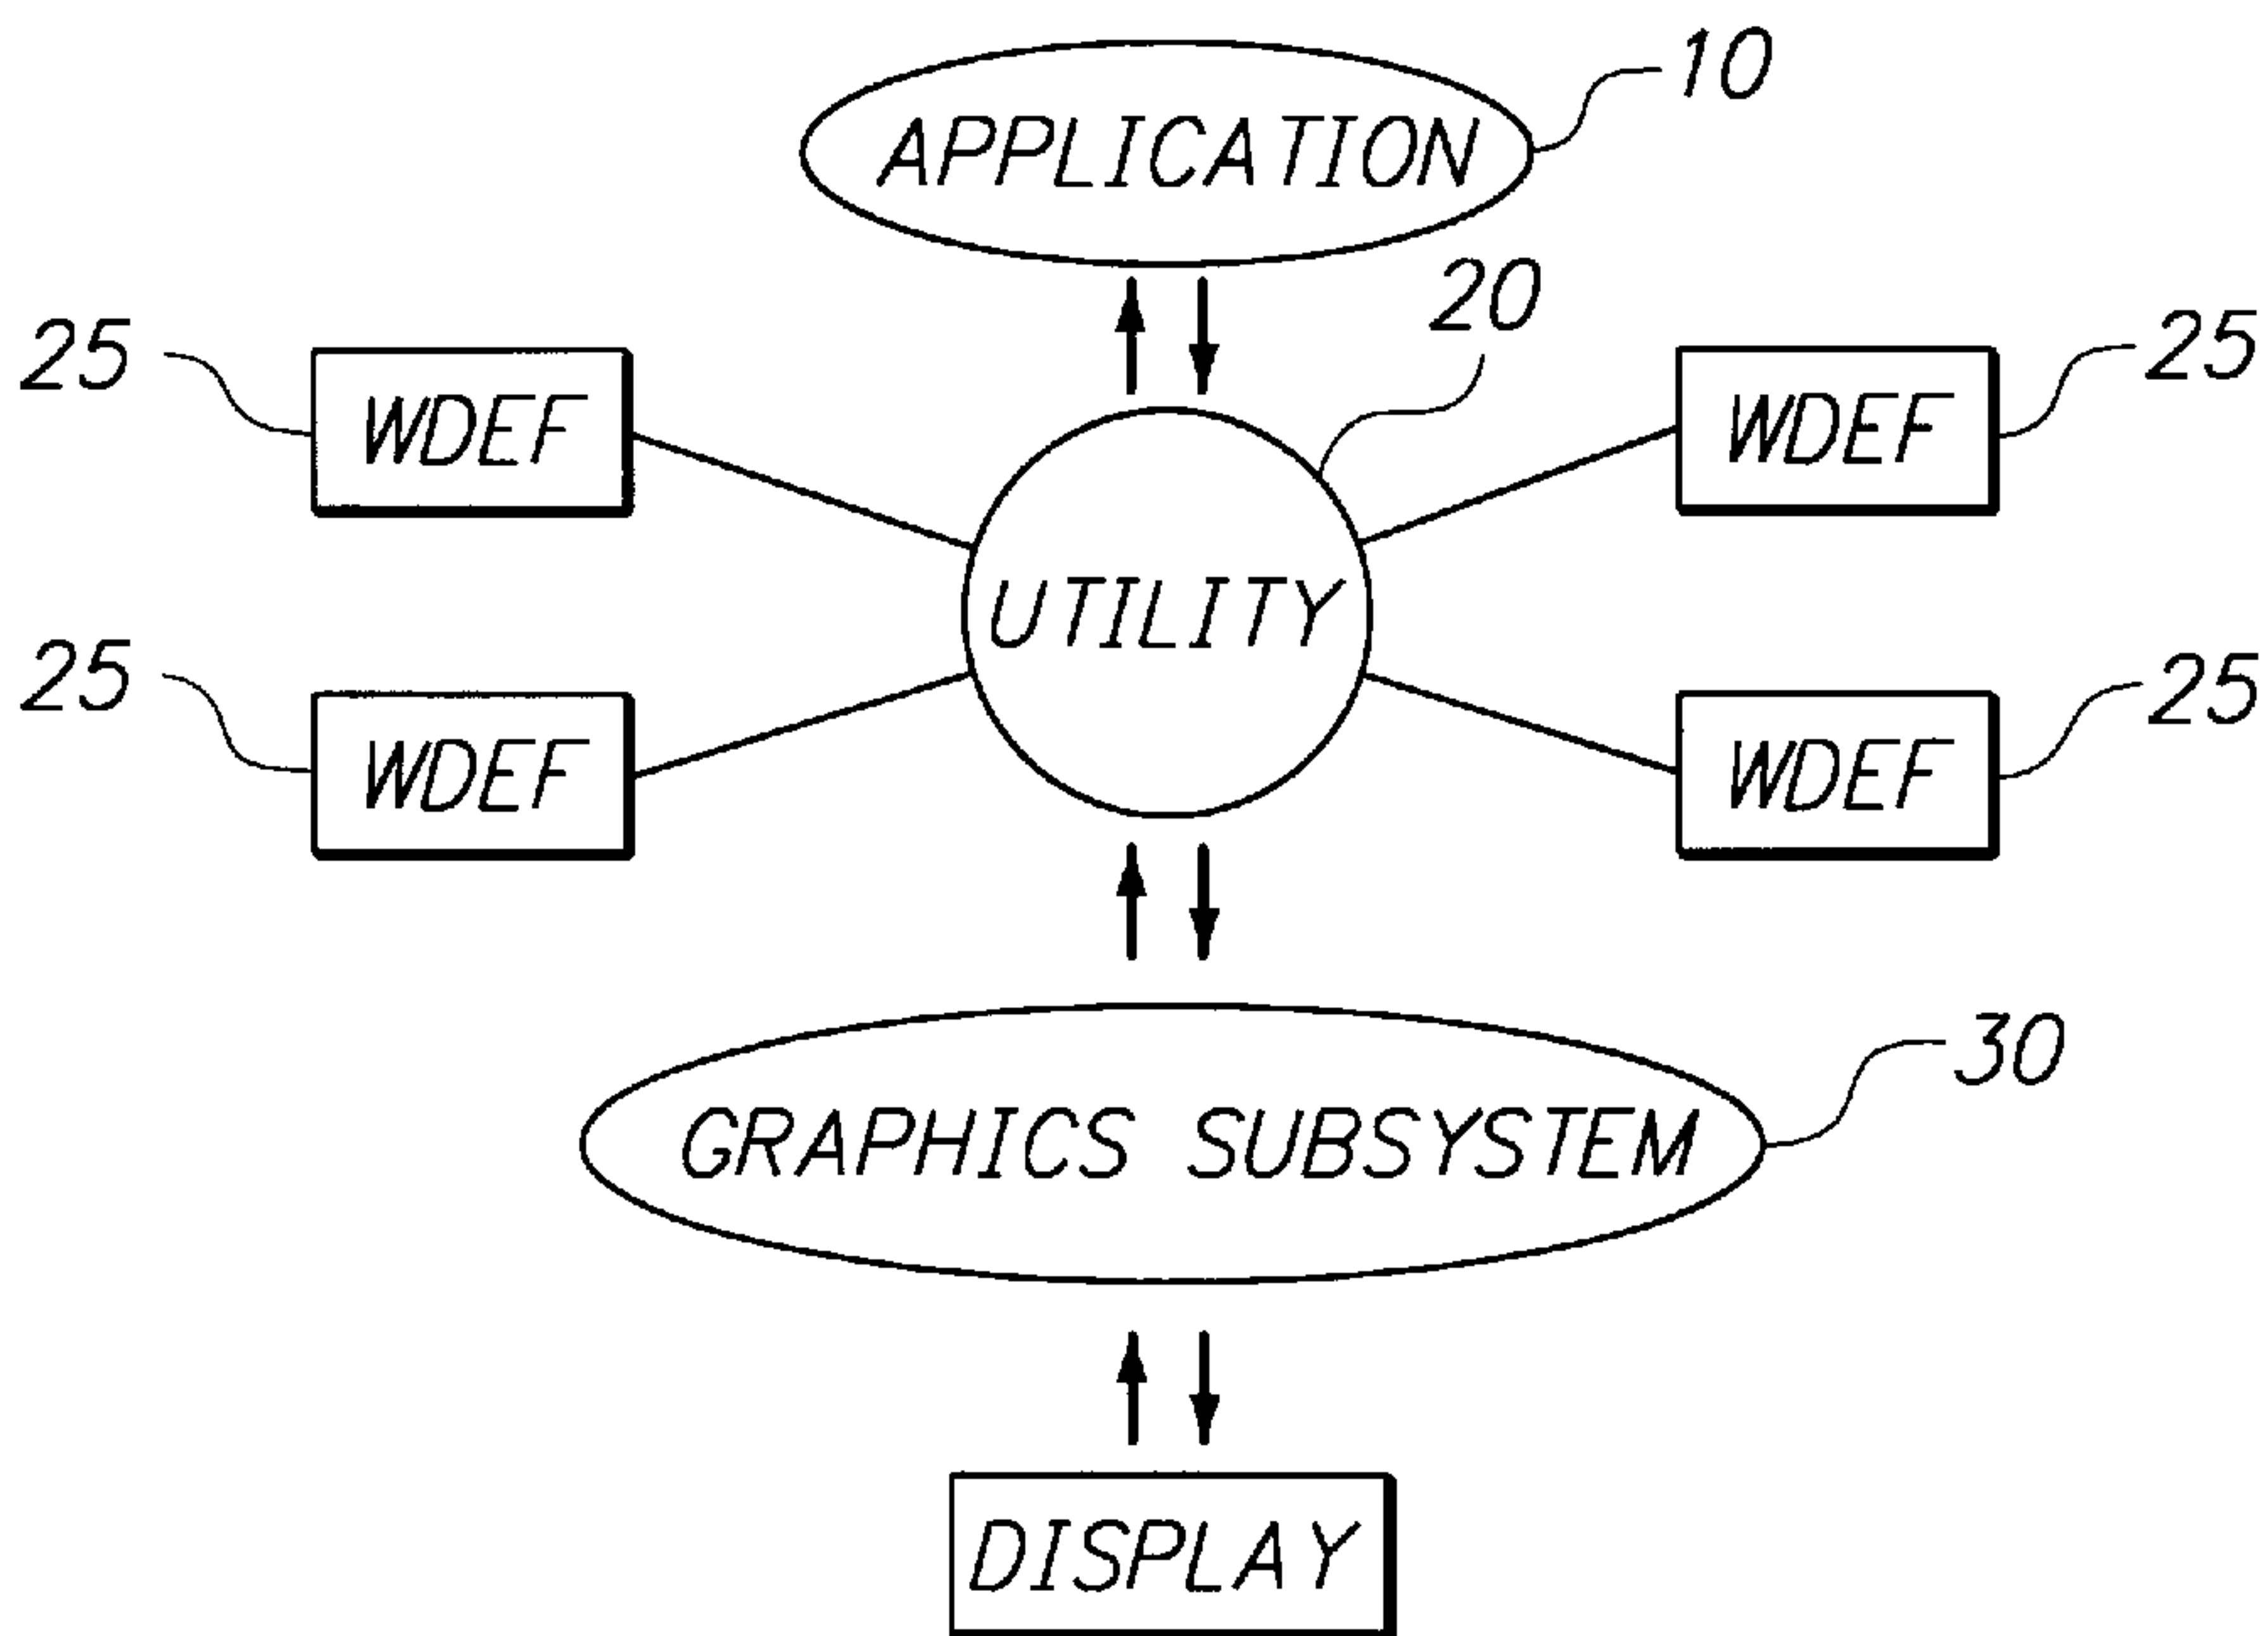 10
APPLICATION
20
25
WDEF
WDEF
25
UTILITY
25
WDEF
WDEF
25
30
GRAPHICS SUBSYSTEM
DISPLAY